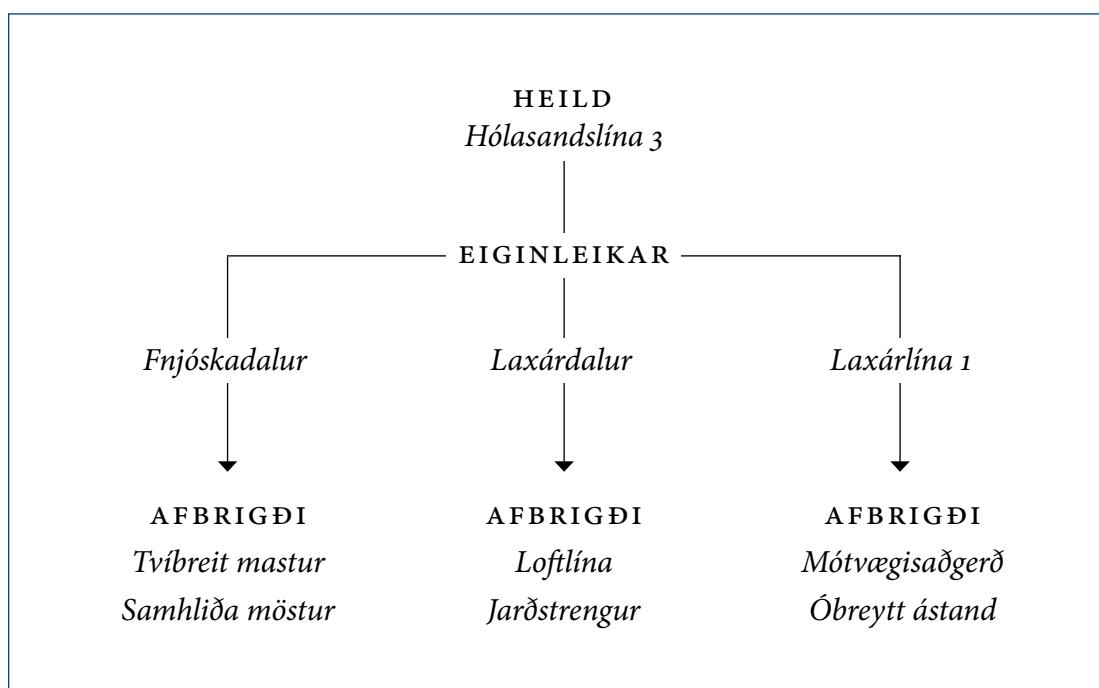 HEILD
Hólasandslína 3
EIGINLEIKAR
Fnjóskadalur
Laxárdalur
Laxárlína 1
AFBRIGÐI
Tvíbreit mastur
Samhliða möstur
AFBRIGÐI
Loftlína
Jarðstrengur
AFBRIGÐI
Mótvægisaðgerð
Óbreytt ástand